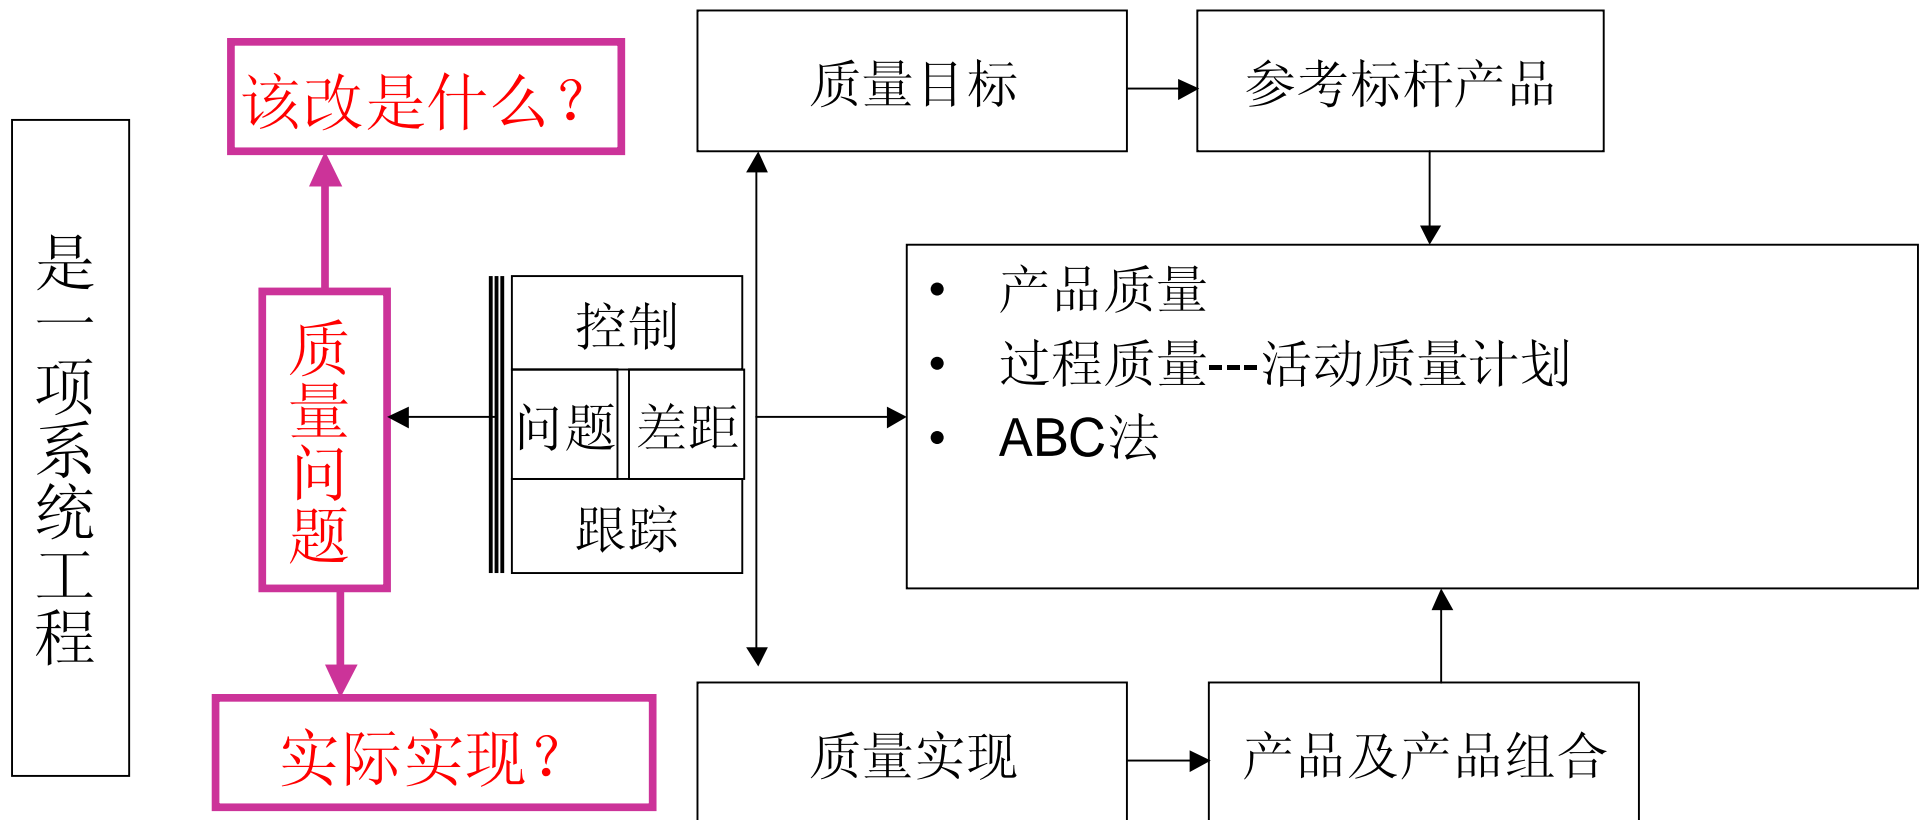 是一项系统工程
该改是什么？
质量问题
实际实现？
控制
问题
差距
跟踪
质量目标
参考标杆产品
• 产品质量
• 过程质量---活动质量计划
• ABC法
质量实现
产品及产品组合